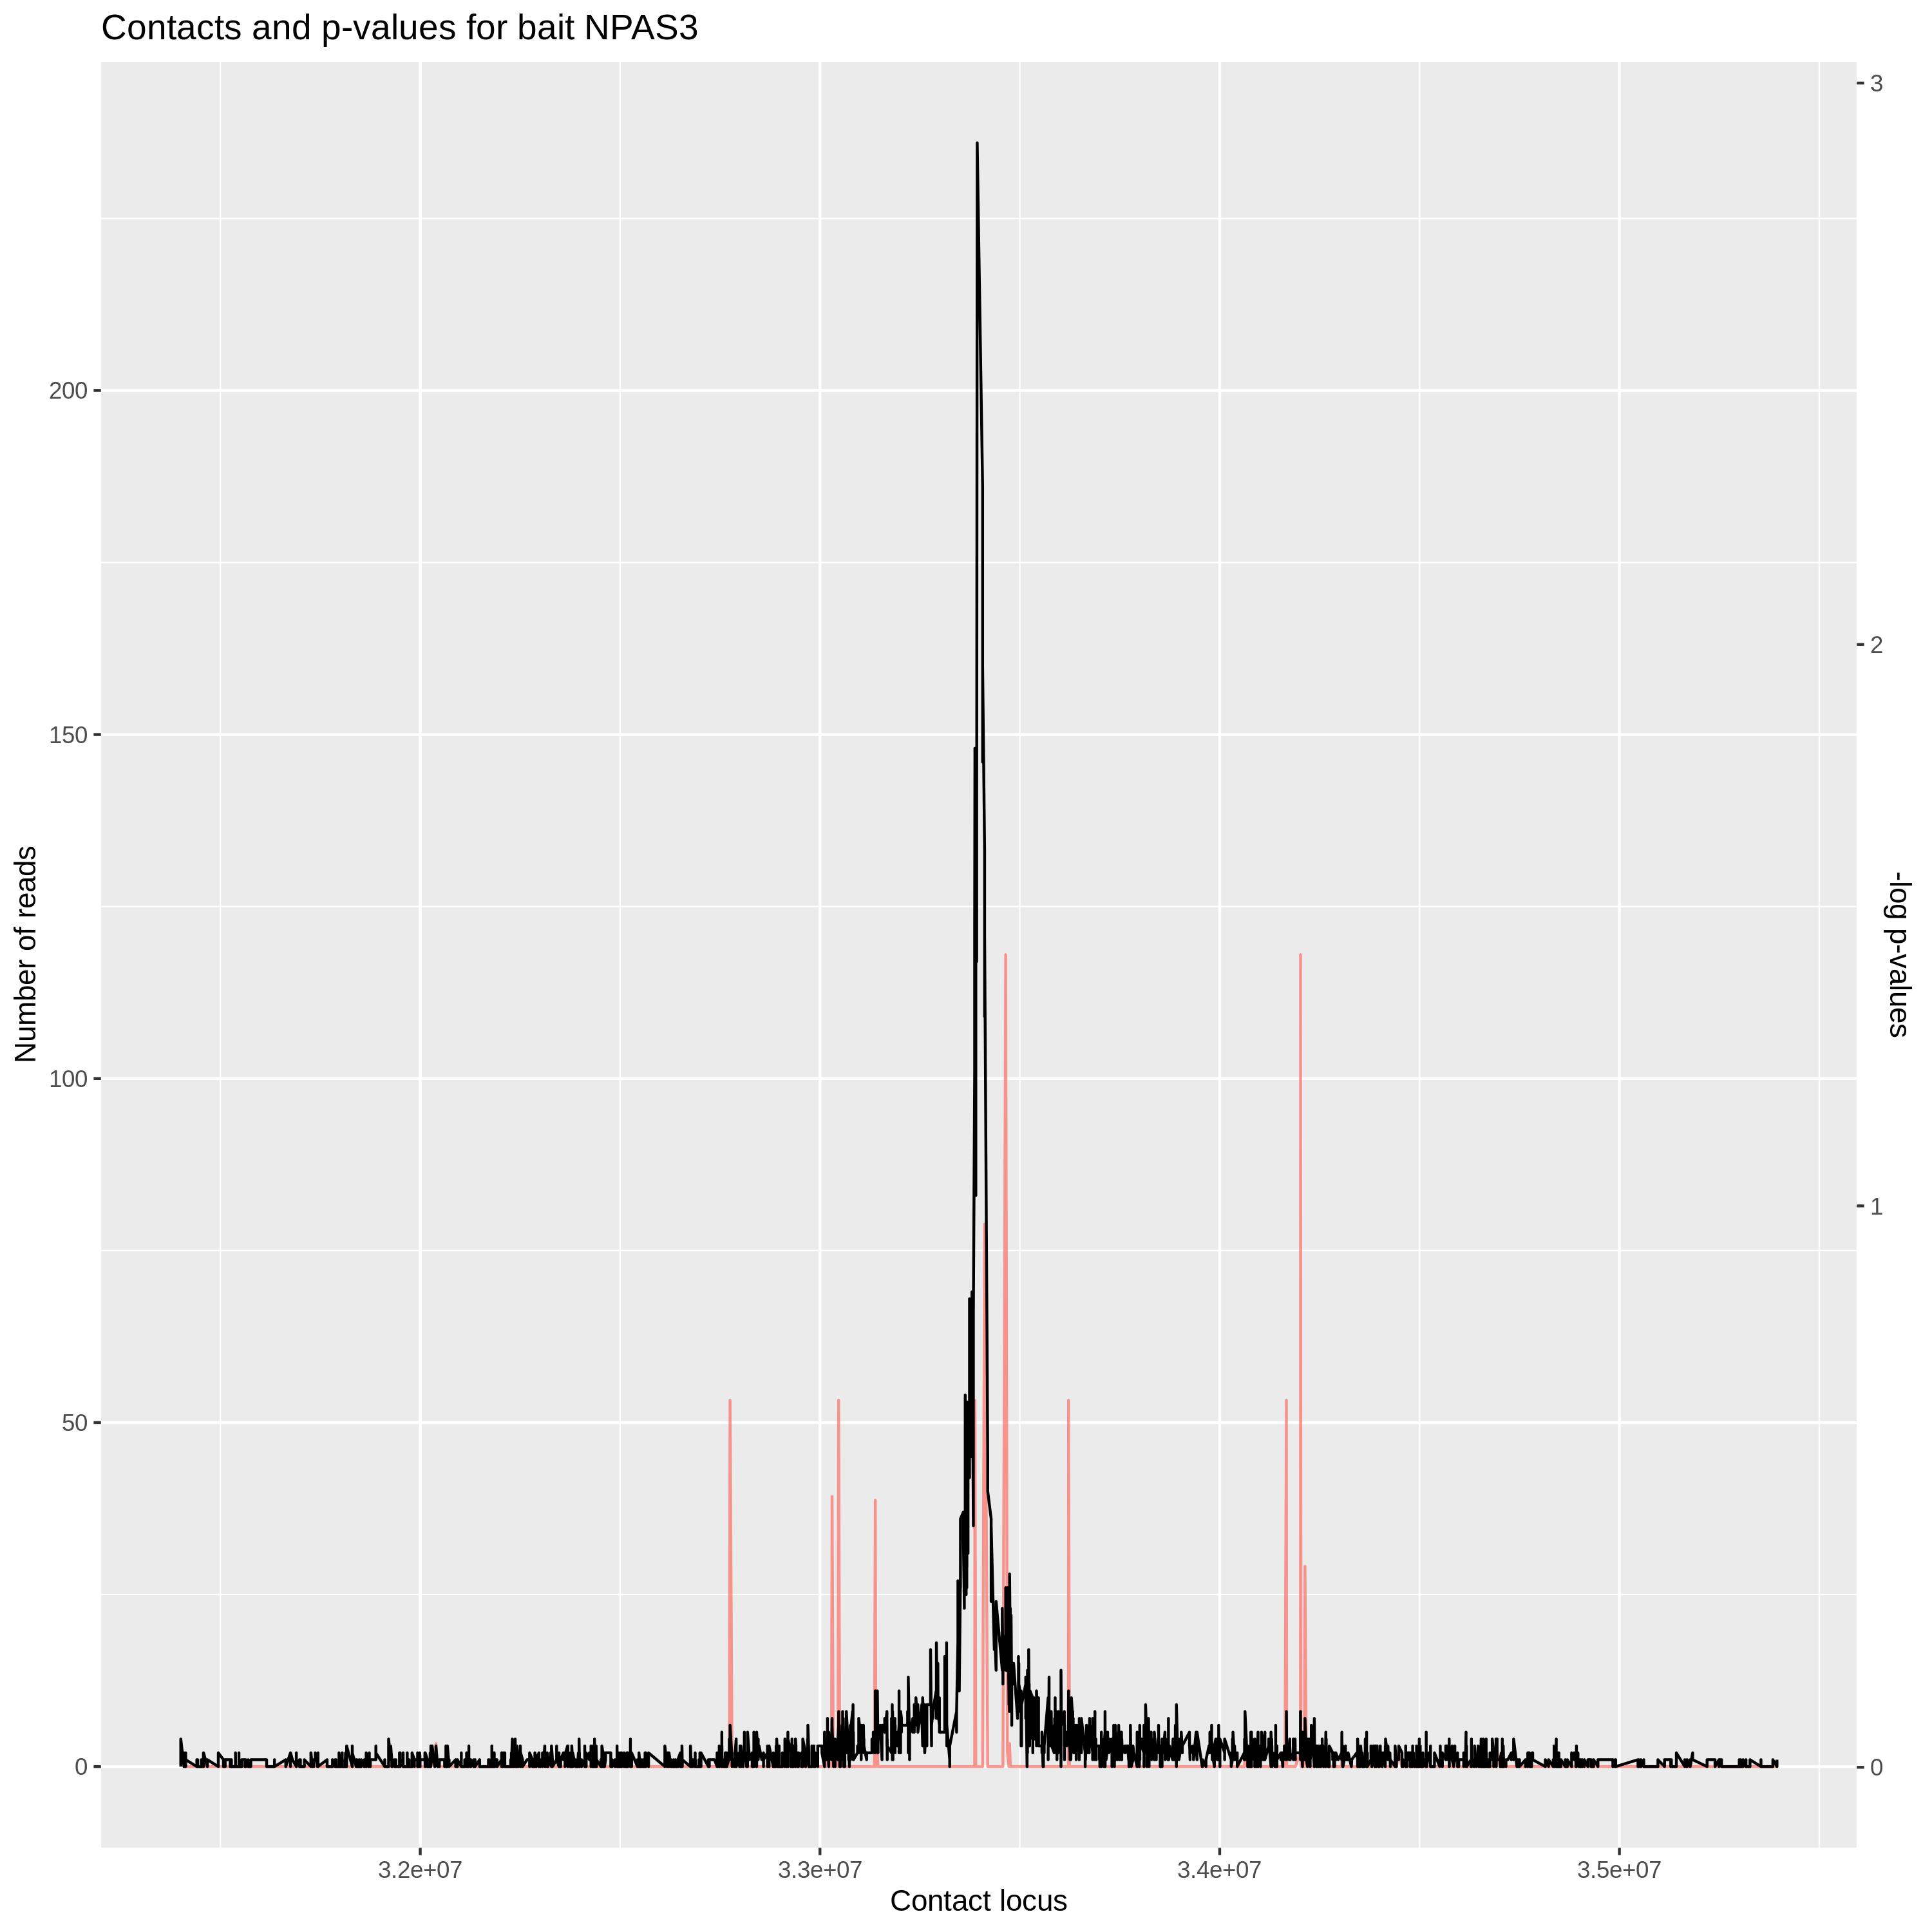 Contacts and p-values for bait NPAS3
3
200
2
150
Number of reads
-log p-values
100
1
50
0
0
3.2e+07
3.3e+07
3.4e+07
3.5e+07
Contact locus